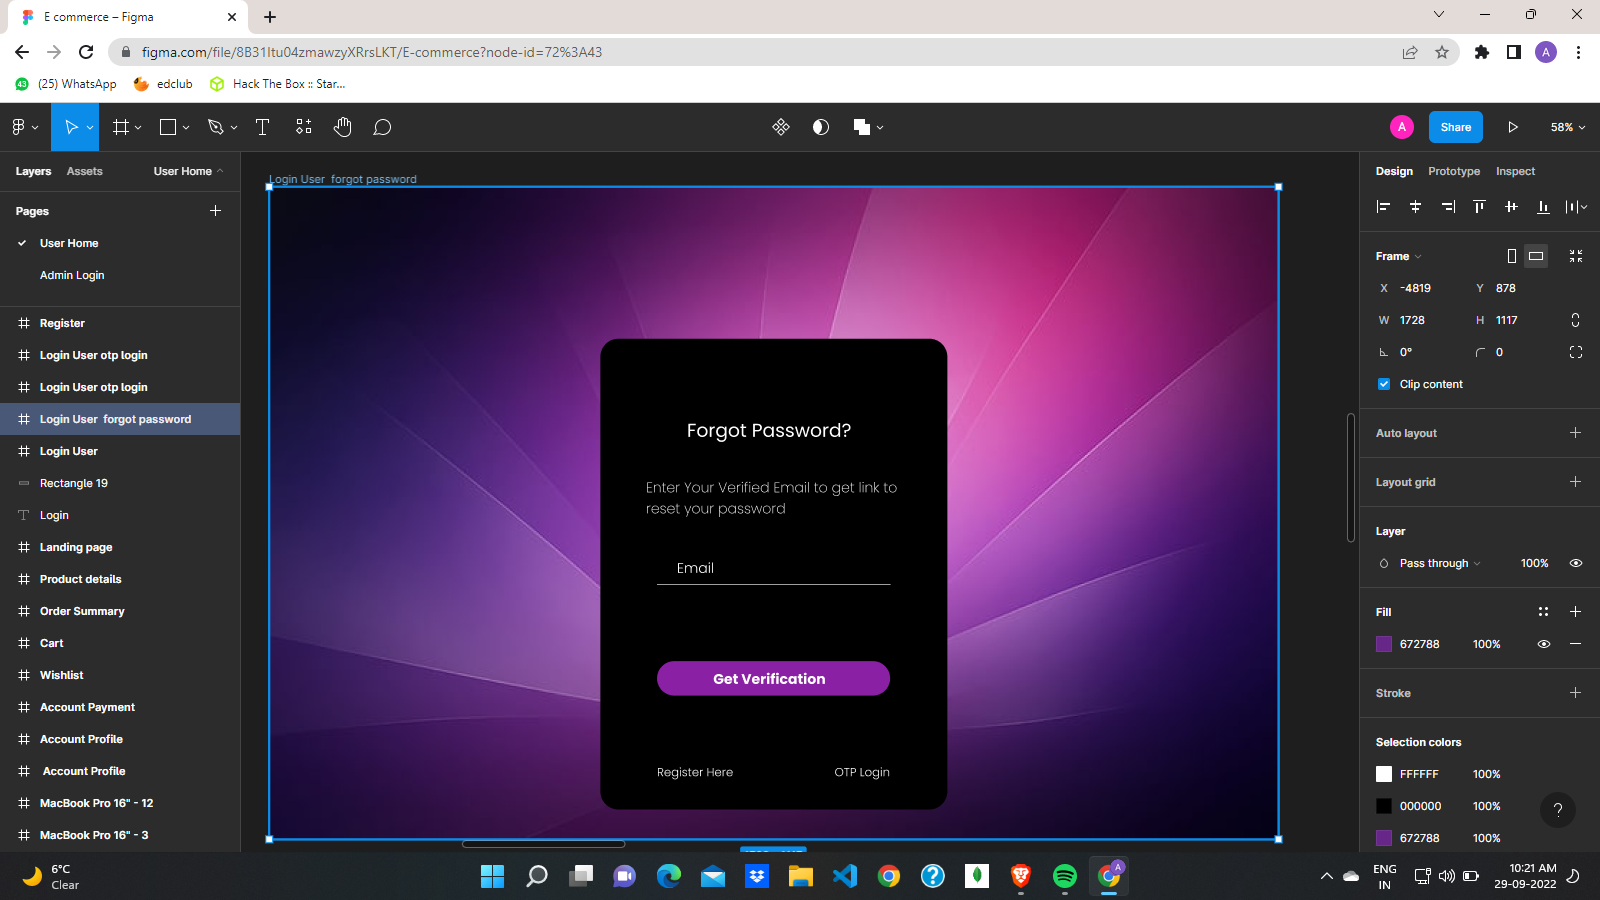 E commerce – Figma
figma.com/file/8B31Itu04zmawzyXRrsLKT/E-commerce?node-id=72%3A43
A
43 (25) WhatsApp edclub Hack The Box :: Star...
A Share 58%
Layers Assets User Home
Pages
User Home
Admin Login
Register
Login User otp login
Login User otp login
Login User forgot password
Login User
Rectangle 19
Login
Landing page
Product details
Order Summary
Cart
Wishlist
Account Payment
Account Profile
Account Profile
MacBook Pro 16" - 12
MacBook Pro 16" - 3
Login User forgot password
Forgot Password?
Enter Your Verified Email to get link to
reset your password
Email
Get Verification
Register Here OTP Login
Design Prototype Inspect
Frame
X -4819 Y 878
W 1728 H 1117
0° 0
Clip content
Auto layout
Layout grid
Layer
Pass through 100%
Fill
672788 100%
Stroke
Selection colors
FFFFFF 100%
000000 100%
672788 100%
?
6°C
Clear
A
ENG
IN
10:21 AM
29-09-2022